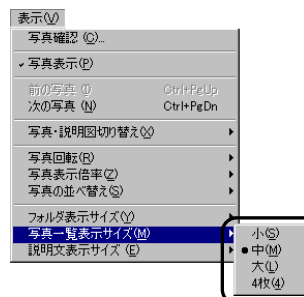 表示(V)
写真確認 (C)...
写真表示(P)
前の写真 (I) Ctrl+PgUp
次の写真 (N) Ctrl+PgDn
写真・説明図切り替え(X)
写真回転(R)
写真表示倍率(Z)
写真の並べ替え(S)
フォルダ表示サイズ(Y)
写真一覧表示サイズ(M)
説明文表示サイズ (E)
小(S)
中(M)
大(L)
4枚(4)